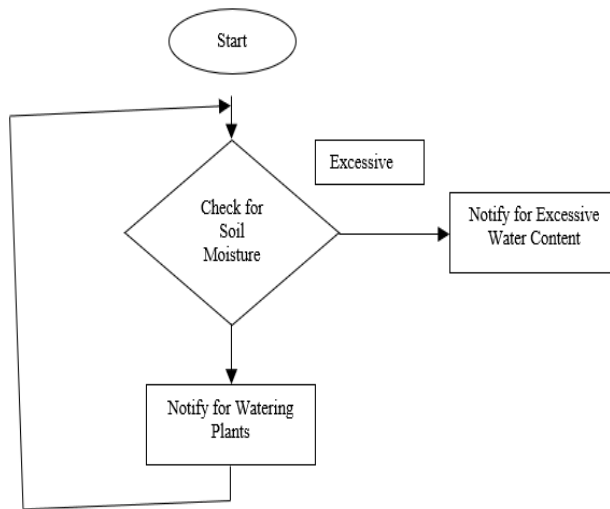 Start
Excessive
Check for
Soil
Moisture
Notify for Excessive
Water Content
Notify for Watering
Plants